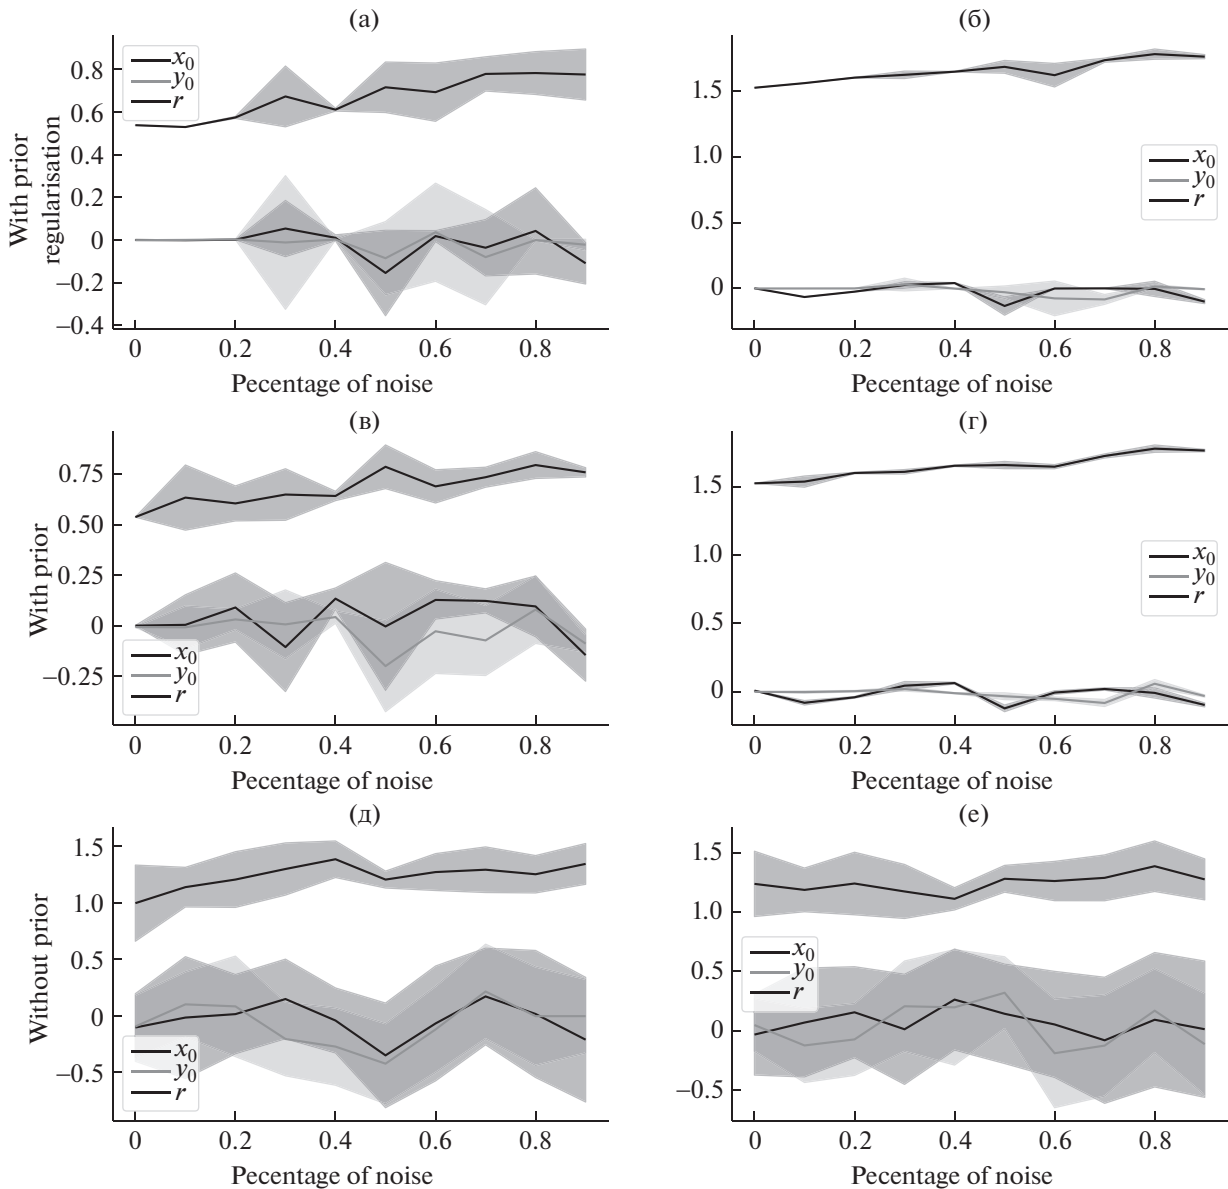 (а)
0.8
0.6
0.4
0.2
0
–0.2
–0.4
With prior
regularisation
x0
y0
r
0 0.2 0.4 0.6 0.8
Pecentage of noise
(б)
1.5
1.0
0.5
0
x0
y0
r
0 0.2 0.4 0.6 0.8
Pecentage of noise
(в)
0.75
0.50
0.25
0
–0.25
With prior
x0
y0
r
0 0.2 0.4 0.6 0.8
Pecentage of noise
(г)
1.5
1.0
0.5
0
x0
y0
r
0 0.2 0.4 0.6 0.8
Pecentage of noise
(д)
1.5
1.0
0.5
0
–0.5
Without prior
x0
y0
r
0 0.2 0.4 0.6 0.8
Pecentage of noise
(е)
1.5
1.0
0.5
0
–0.5
x0
y0
r
0 0.2 0.4 0.6 0.8
Pecentage of noise